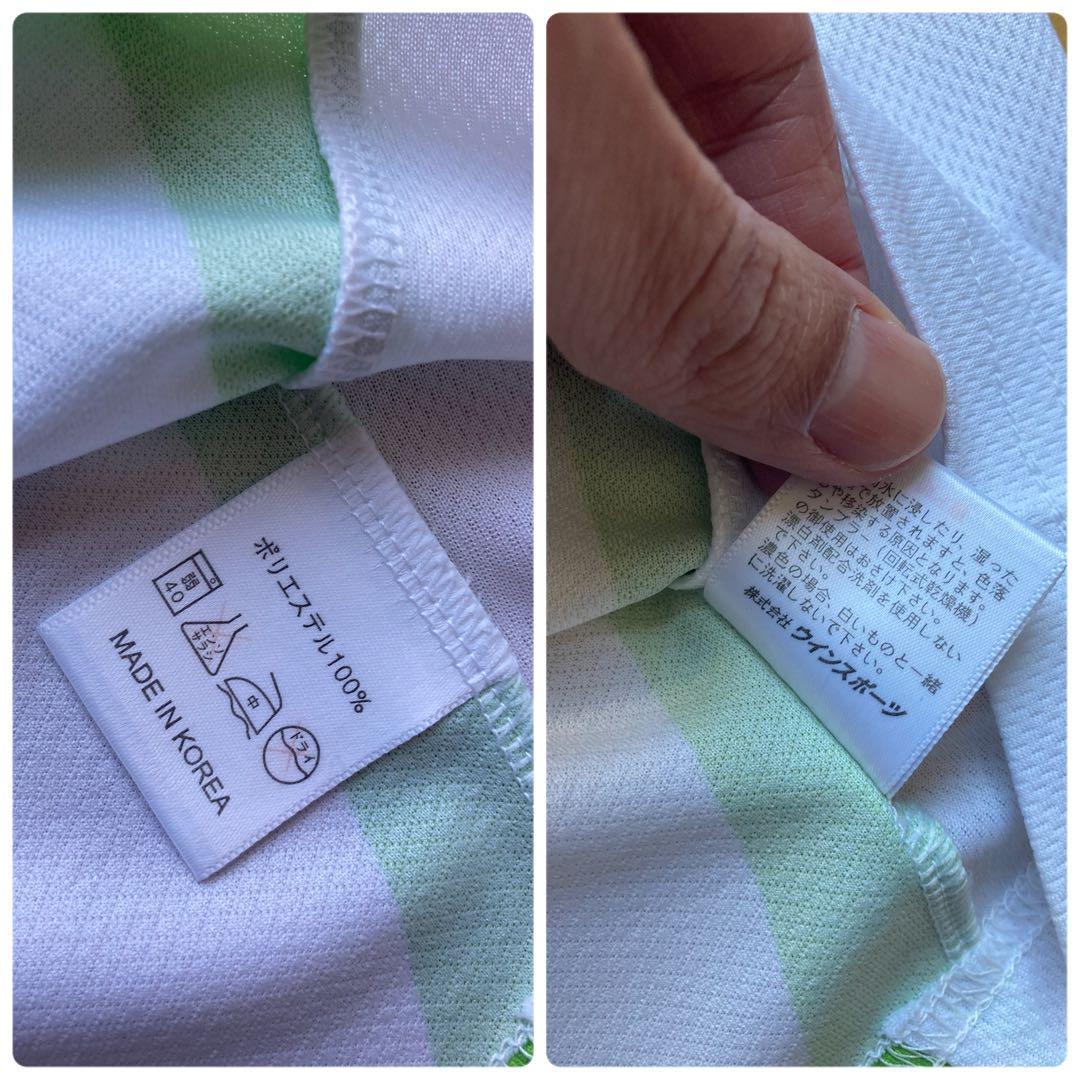 ポリエステル100%
弱
40
エンソ
サラシ
中
ドライ
MADE IN KOREA
水に浸したり、湿った
で放置されますと、色落
や移染する原因となります。
タンブラー（回転式乾燥機）
の御使用はおさけ下さい。
漂白剤配合洗剤を使用しない
で下さい。
濃色の場合、白いものと一緒
に洗濯しないで下さい。
株式会社 ウインスポーツ